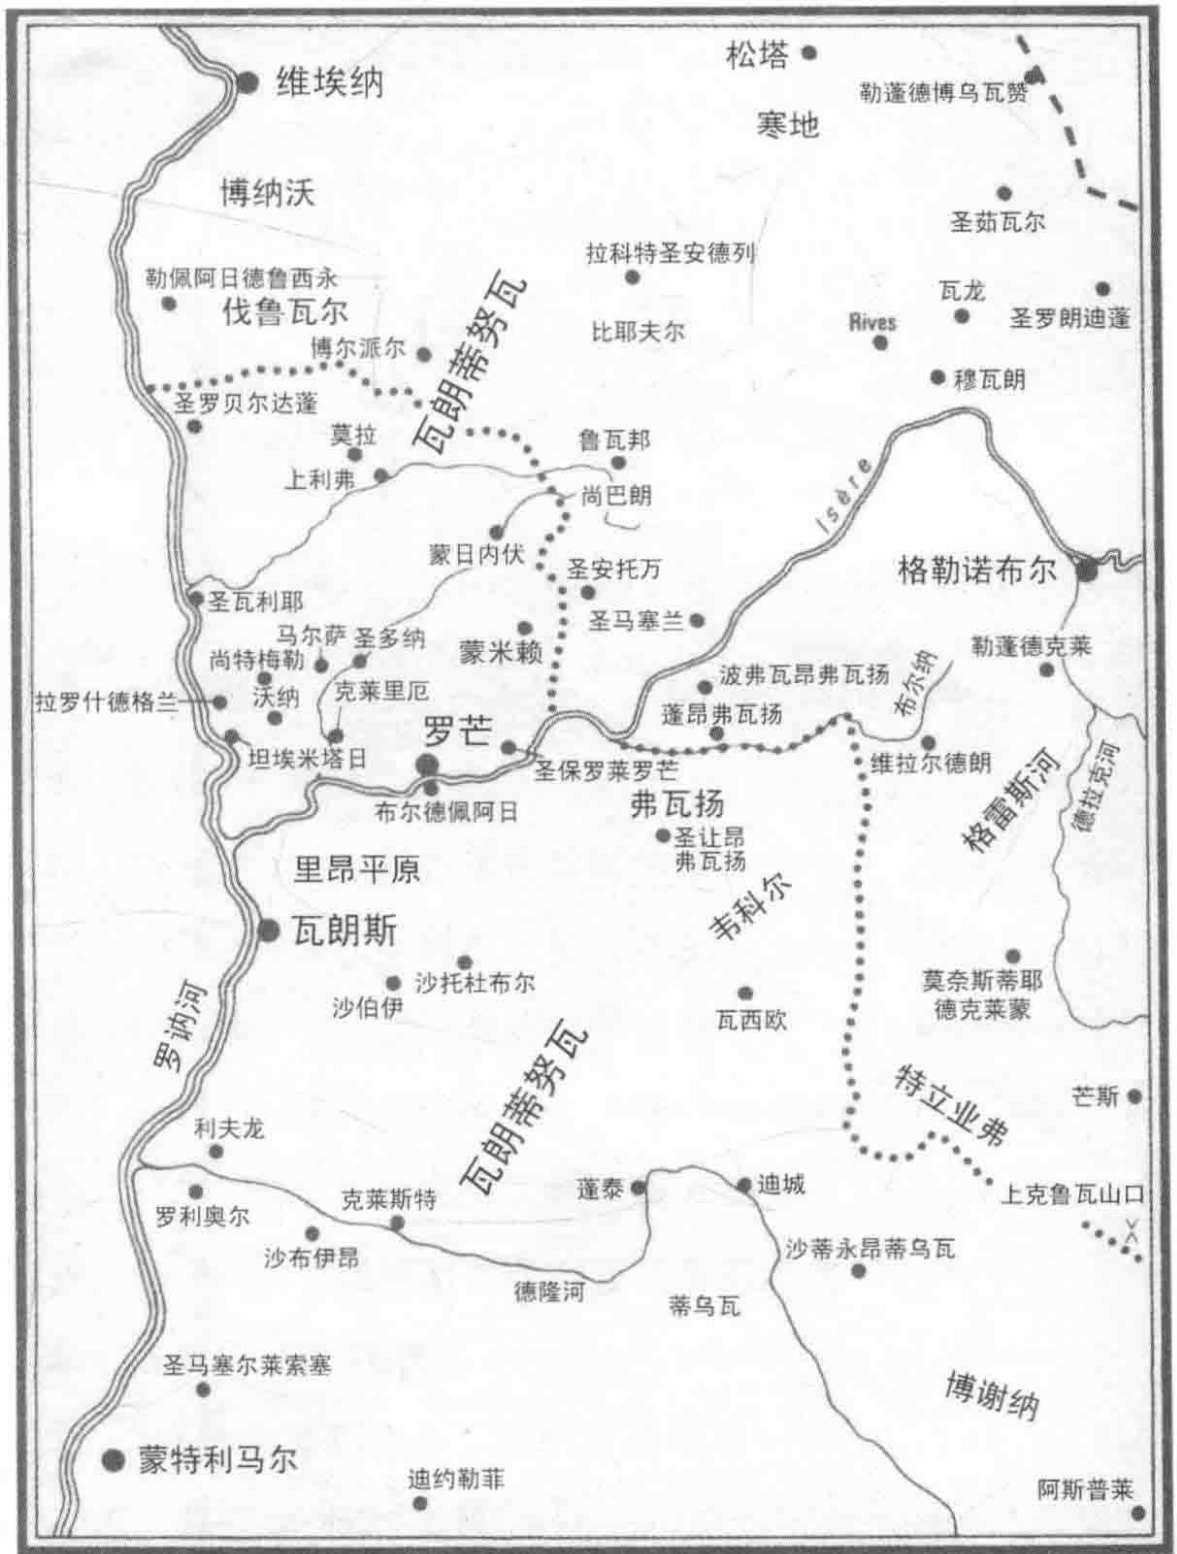 松塔
维埃纳
勒蓬德博乌瓦赞
寒地
博纳沃
圣茹瓦尔
拉科特圣安德列
勒佩阿日德鲁西永
瓦龙
伐鲁瓦尔
圣罗朗迪蓬
Rives
比耶夫尔
博尔派尔
瓦朗蒂努瓦
穆瓦朗
圣罗贝尔达蓬
莫拉
鲁瓦邦
上利弗
尚巴朗
Isère
蒙日内伏
圣安托万
格勒诺布尔
圣瓦利耶
圣马塞兰
马尔萨
圣多纳
蒙米赖
勒蓬德克莱
尚特梅勒
波弗瓦昂弗瓦扬
布尔纳
拉罗什德格兰
沃纳
克莱里厄
蓬昂弗瓦扬
罗芒
坦埃米塔日
圣保罗莱罗芒
维拉尔德朗
德拉克河
布尔德佩阿日
弗瓦扬
格雷斯河
圣让昂
弗瓦扬
里昂平原
韦科尔
瓦朗斯
沙托杜布尔
莫奈斯蒂耶
德克莱蒙
沙伯伊
瓦西欧
罗讷河
瓦朗蒂努瓦
特立业弗
芒斯
利夫龙
蓬泰
迪城
上克鲁瓦山口
克莱斯特
罗利奥尔
沙布伊昂
沙蒂永昂蒂乌瓦
德隆河
蒂乌瓦
圣马塞尔莱索塞
博谢纳
蒙特利马尔
迪约勒菲
阿斯普莱